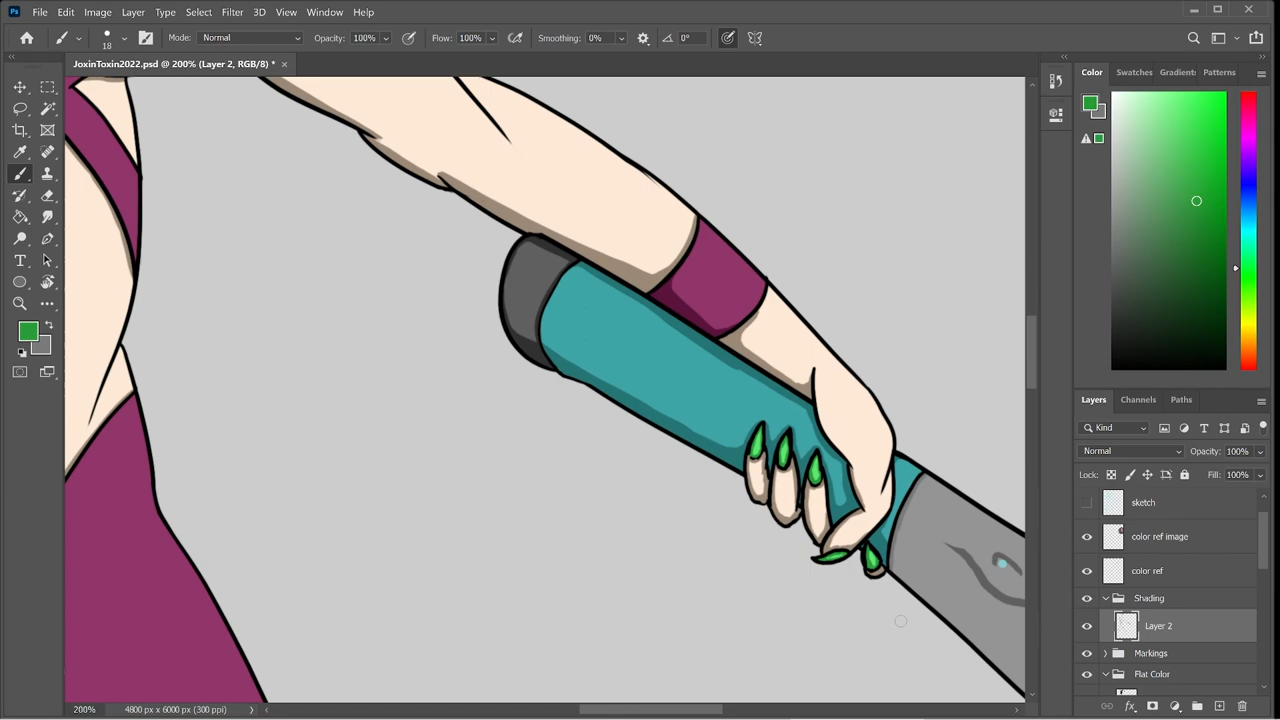 Ps File Edit Image Layer Type Select Filter 3D View Window Help
18 Mode: Normal Opacity: 100% Flow: 100% Smoothing: 0% 0°
JoxinToxin2022.psd @ 200% (Layer 2, RGB/8) *
Color Swatches Gradient: Patterns
Layers Channels Paths
Kind
Normal Opacity: 100%
Lock: Fill: 100%
sketch
color ref image
color ref
Shading
Layer 2
Markings
Flat Color
200% 4800 px x 6000 px (300 ppi)
fx